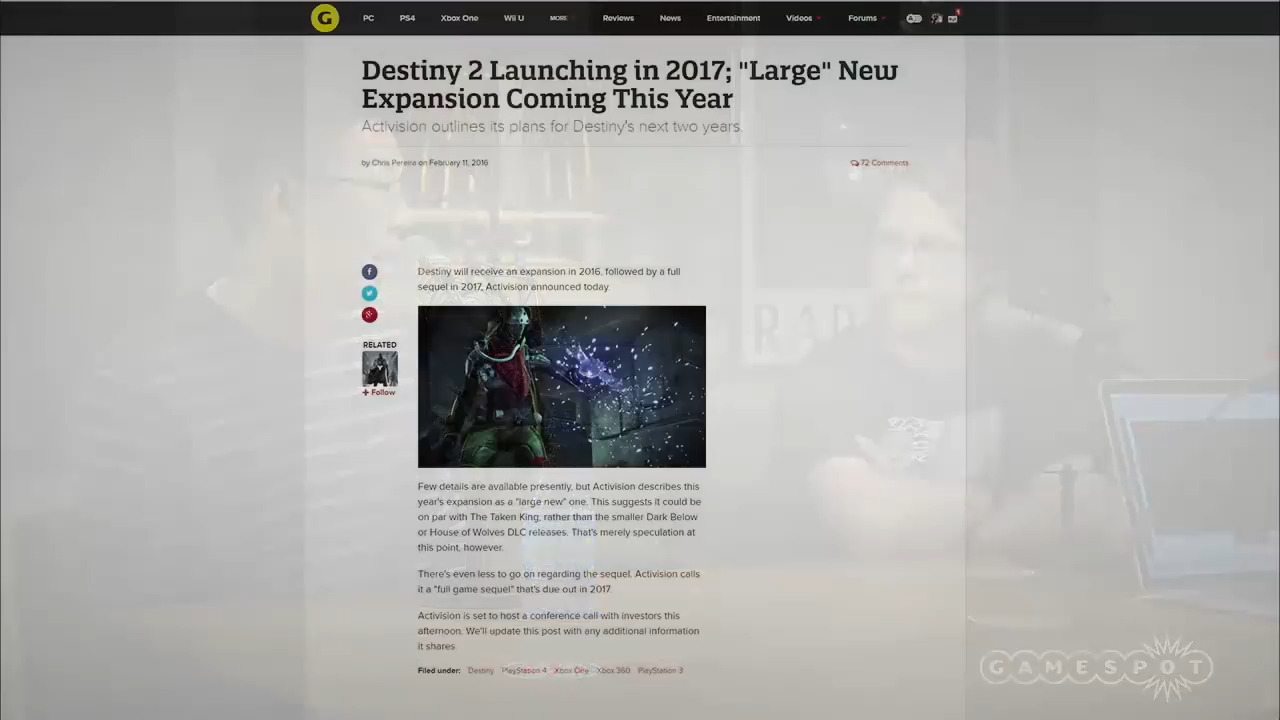 G PC PS4 Xbox One Wii U MORE Reviews News Entertainment Videos Forums
Destiny 2 Launching in 2017; "Large" New
Expansion Coming This Year
Activision outlines its plans for Destiny's next two years.
by Chris Pereira on February 11, 2016
72 Comments
Destiny will receive an expansion in 2016, followed by a full
sequel in 2017, Activision announced today.
RELATED
+ Follow
RAD
Few details are available presently, but Activision describes this
year's expansion as a "large new" one. This suggests it could be
on par with The Taken King, rather than the smaller Dark Below
or House of Wolves DLC releases. That's merely speculation at
this point, however.
There's even less to go on regarding the sequel. Activision calls
it a "full game sequel" that's due out in 2017.
Activision is set to host a conference call with investors this
afternoon. We'll update this post with any additional information
it shares.
Filed under: Destiny PlayStation 4 Xbox One Xbox 360 PlayStation 3
GAMESPOT